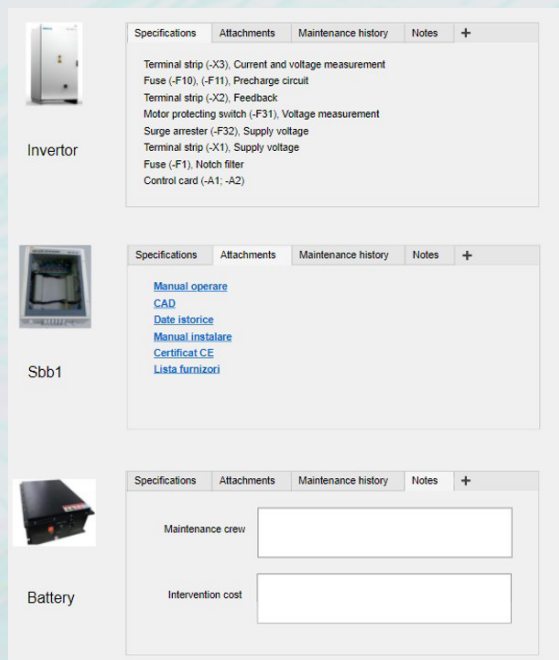 Specifications Attachments Maintenance history Notes +
Terminal strip (-X3), Current and voltage measurement
Fuse (-F10), (-F11), Precharge circuit
Terminal strip (-X2), Feedback
Motor protecting switch (-F31), Voltage measurement
Surge arrester (-F32), Supply voltage
Terminal strip (-X1), Supply voltage
Fuse (-F1), Notch filter
Control card (-A1; -A2)
Invertor
Specifications Attachments Maintenance history Notes +
Manual operare
CAD
Date istorice
Manual instalare
Certificat CE
Lista furnizori
Sbb1
Specifications Attachments Maintenance history Notes +
Maintenance crew
Intervention cost
Battery